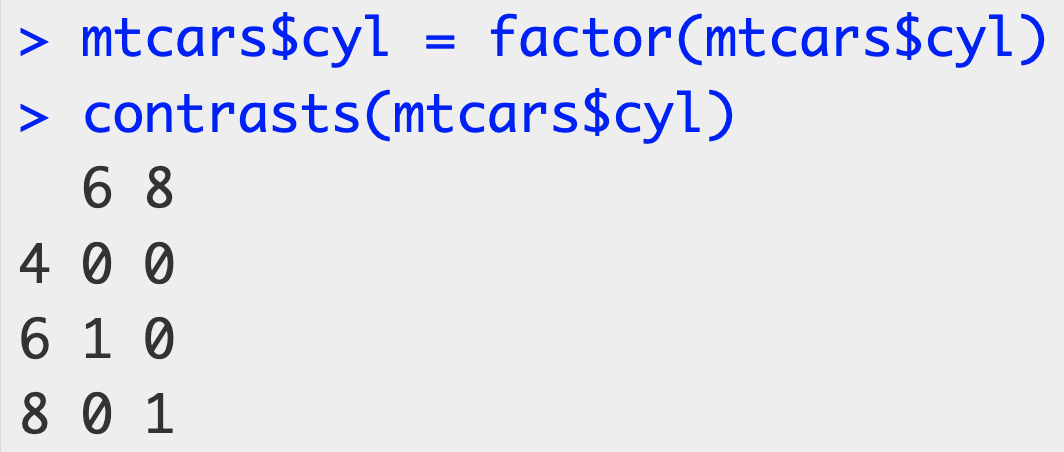 > mtcars$cyl = factor(mtcars$cyl)
> contrasts(mtcars$cyl)
  6 8
4 0 0
6 1 0
8 0 1